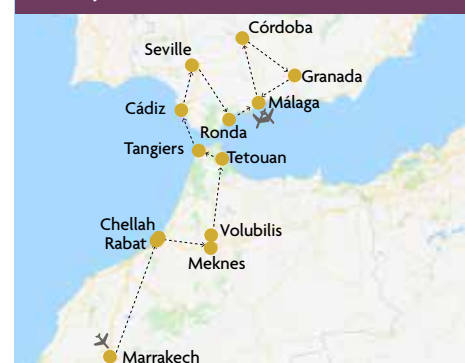 Córdoba
Seville
Granada
Málaga
Cádiz
Ronda
Tangiers
Tetouan
Chellah
Rabat
Volubilis
Meknes
Marrakech